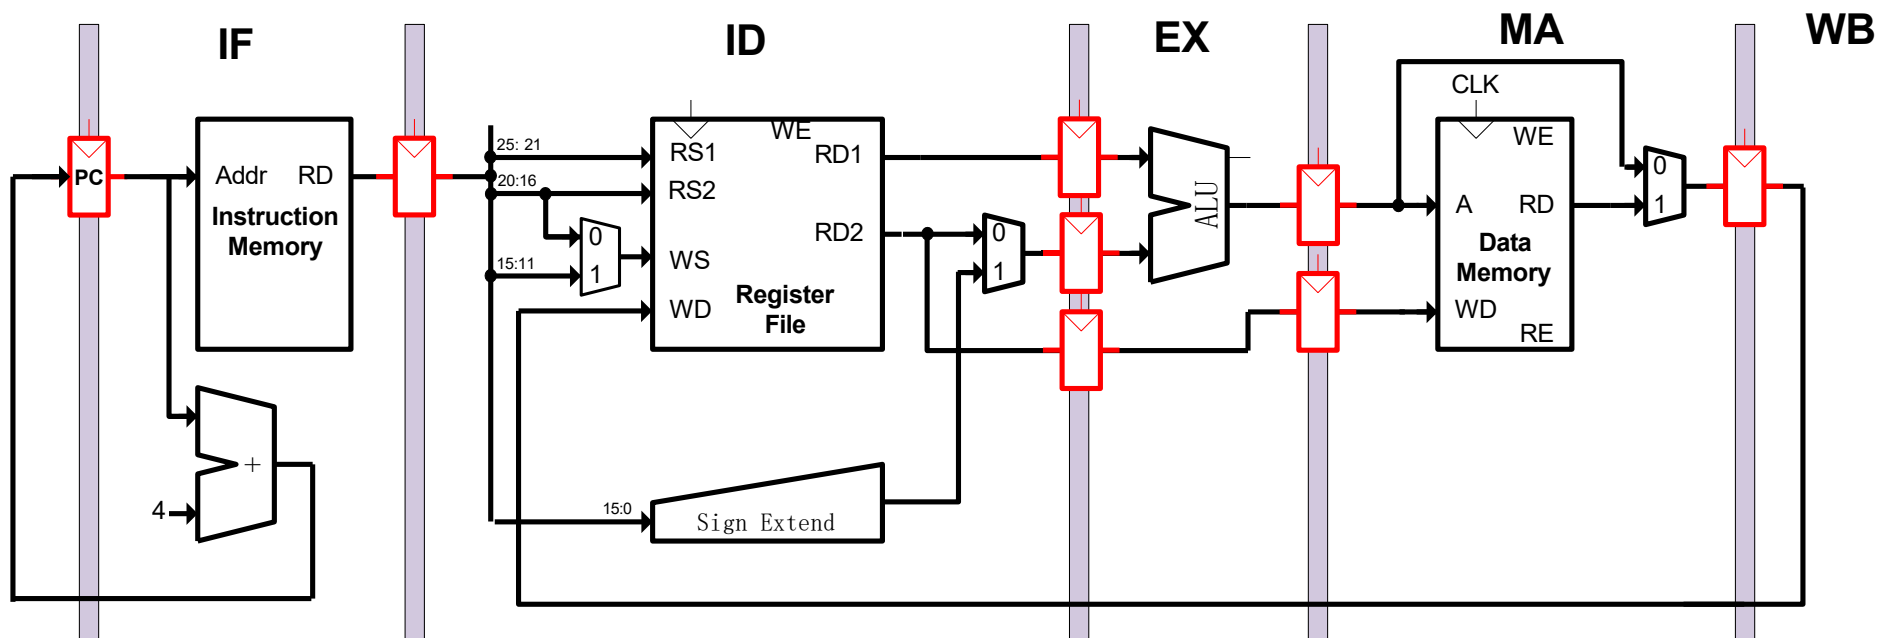 IF
ID
EX
MA
WB
PC
Addr
RD
Instruction
Memory
+
4
25: 21
20:16
15:11
15:0
0
1
WE
RS1
RD1
RS2
RD2
WS
WD
Register
File
Sign Extend
0
1
ALU
CLK
WE
A
RD
Data
Memory
WD
RE
0
1